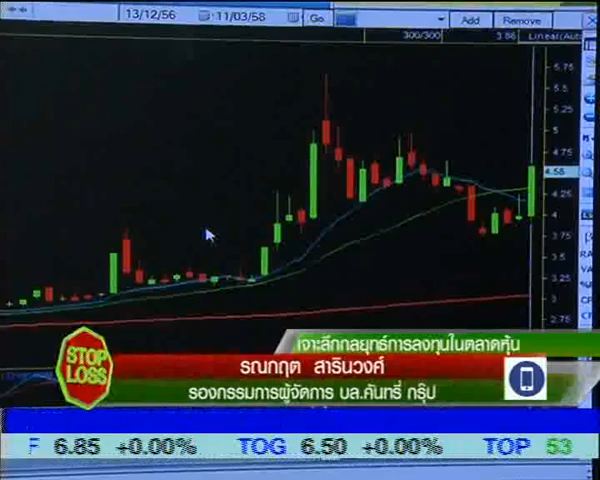 13/12/56 11/03/58 Go Add Remove
300/300 3.86 Linear(Auto
5.75
5.5
5.25
5
4.75
4.58
4.25
4
3.75
3.5
3.25
3
2.75
เจาะลึกกลยุทธ์การลงทุนในตลาดหุ้น
STOP LOSS
รณกฤต สารินวงศ์
รองกรรมการผู้จัดการ บล.คันทรี่ กรุ๊ป
6.85 +0.00% TOG 6.50 +0.00% TOP 53